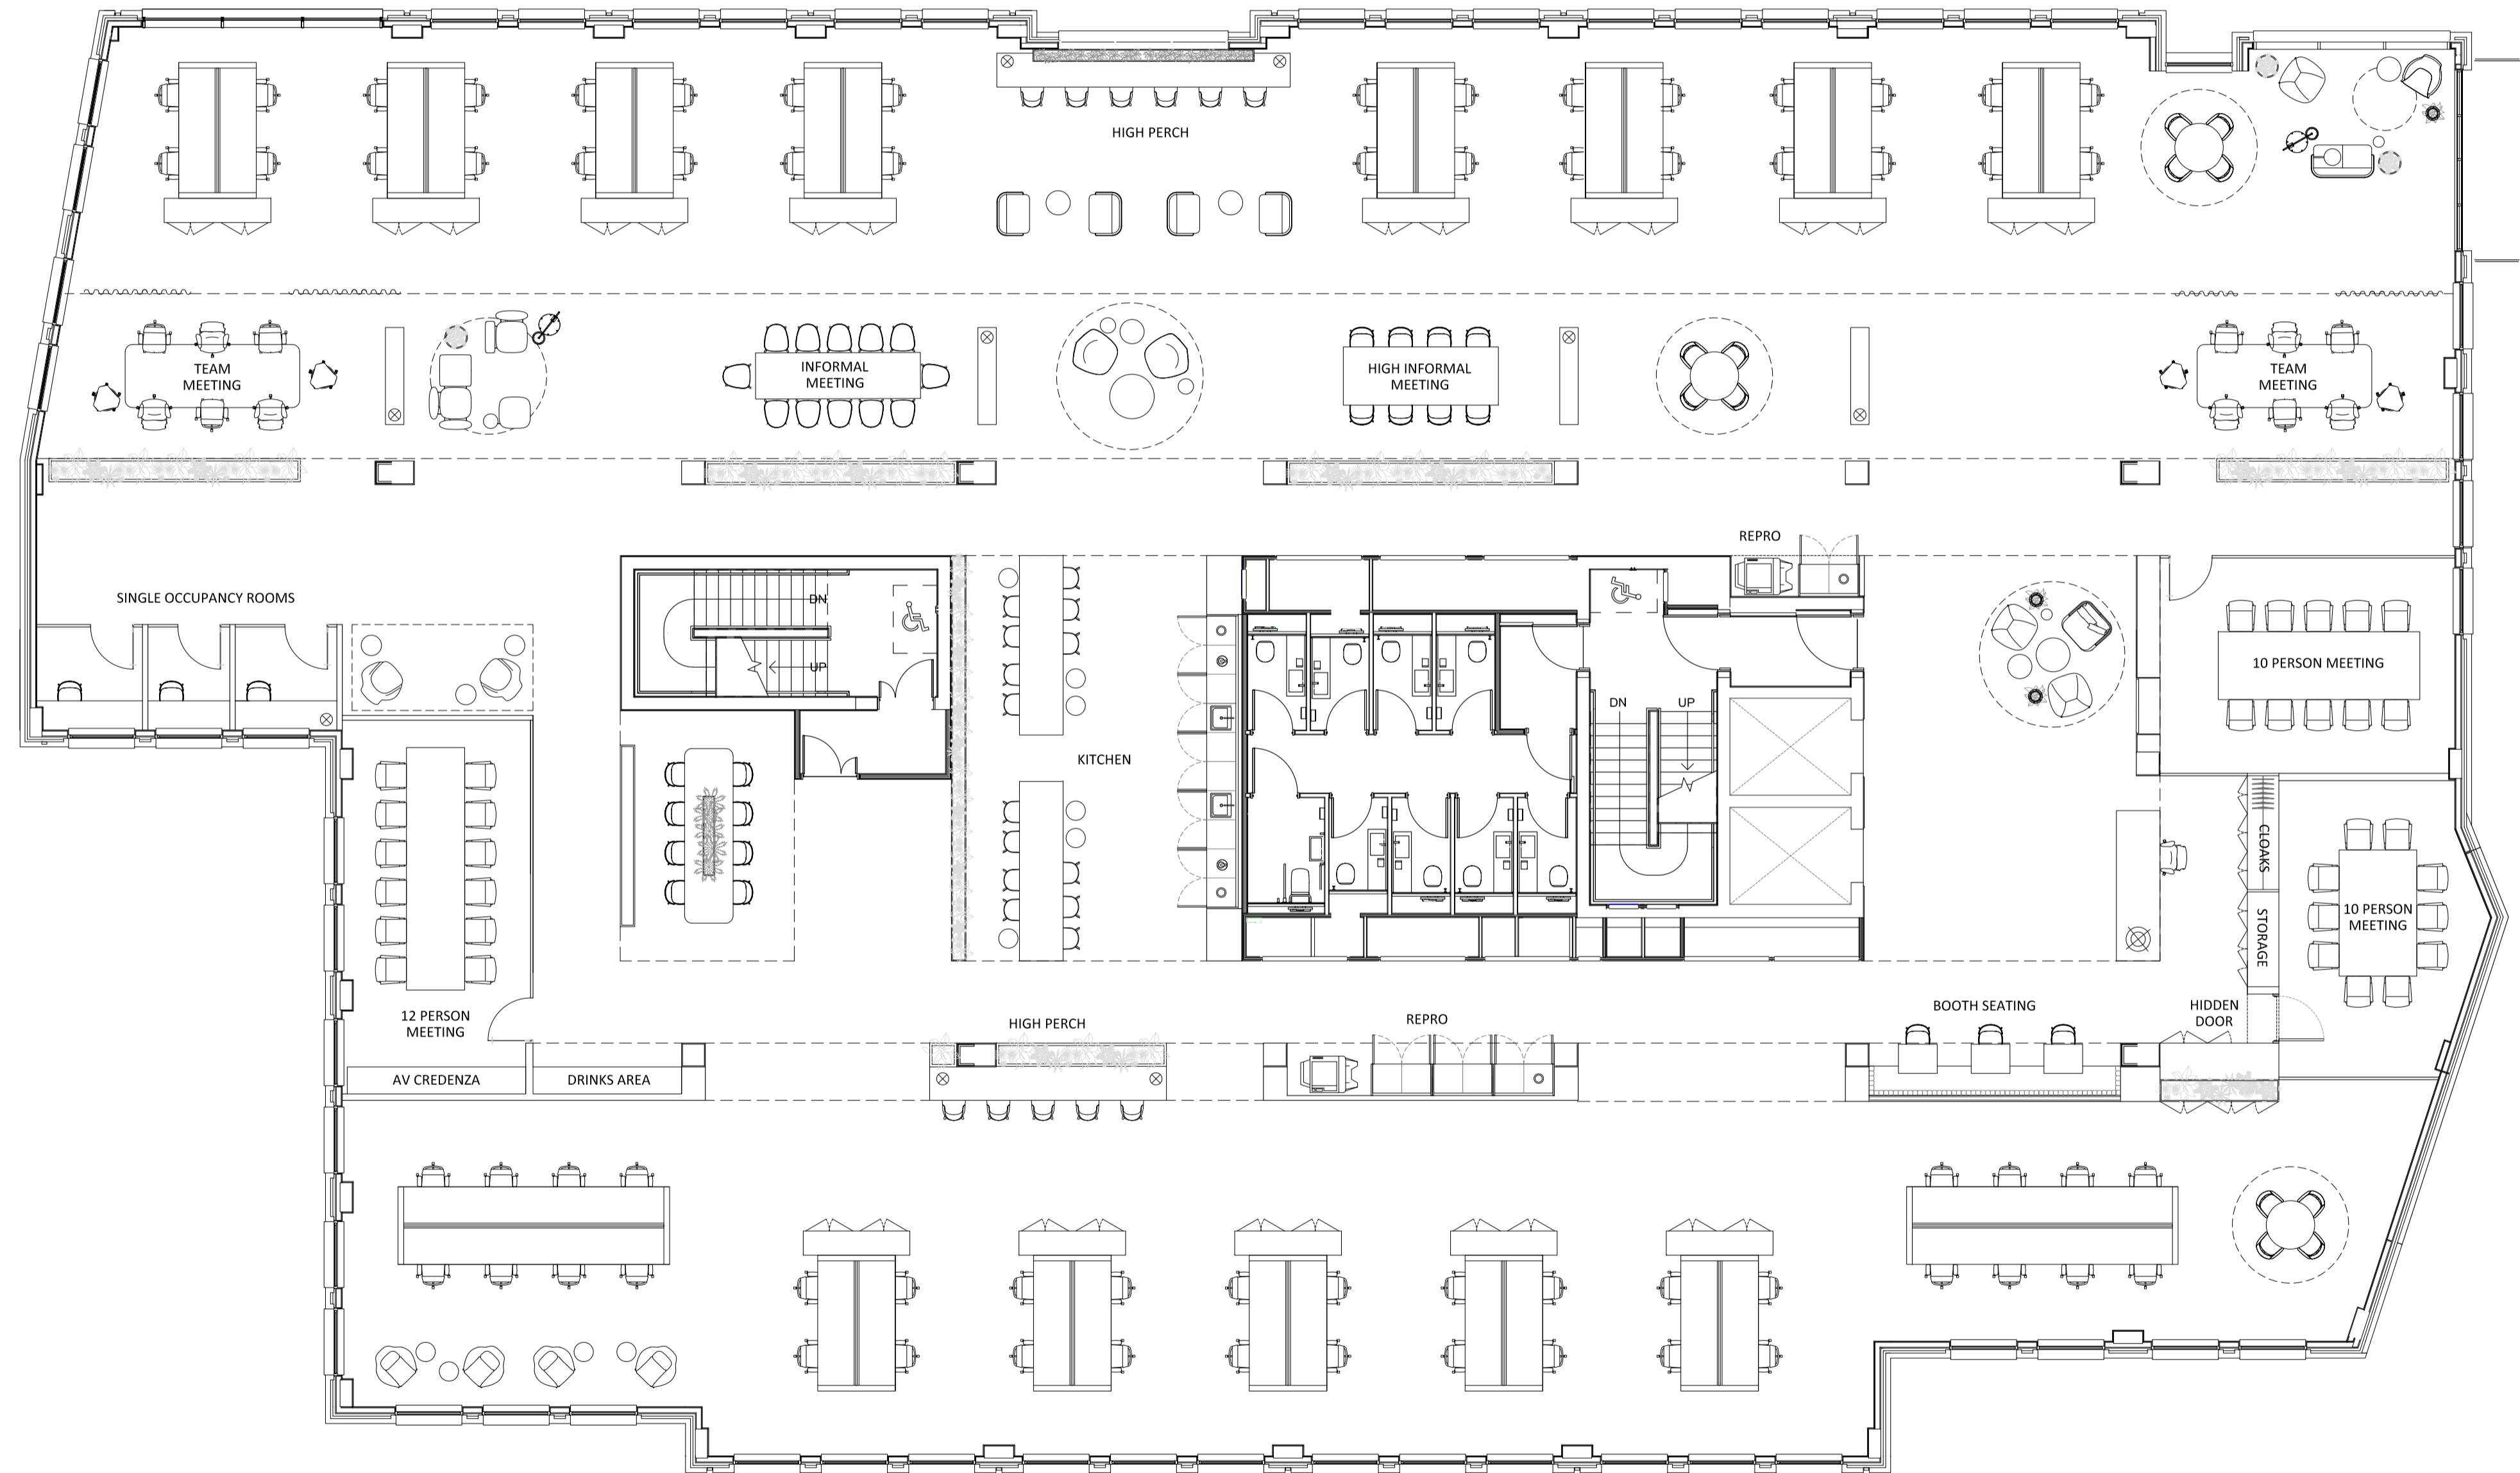 HIGH PERCH
TEAM
MEETING
INFORMAL
MEETING
HIGH INFORMAL
MEETING
TEAM
MEETING
REPRO
SINGLE OCCUPANCY ROOMS
DN
UP
DN
UP
10 PERSON MEETING
KITCHEN
CLOAKS
STORAGE
10 PERSON
MEETING
12 PERSON
MEETING
HIGH PERCH
REPRO
BOOTH SEATING
HIDDEN
DOOR
AV CREDENZA
DRINKS AREA